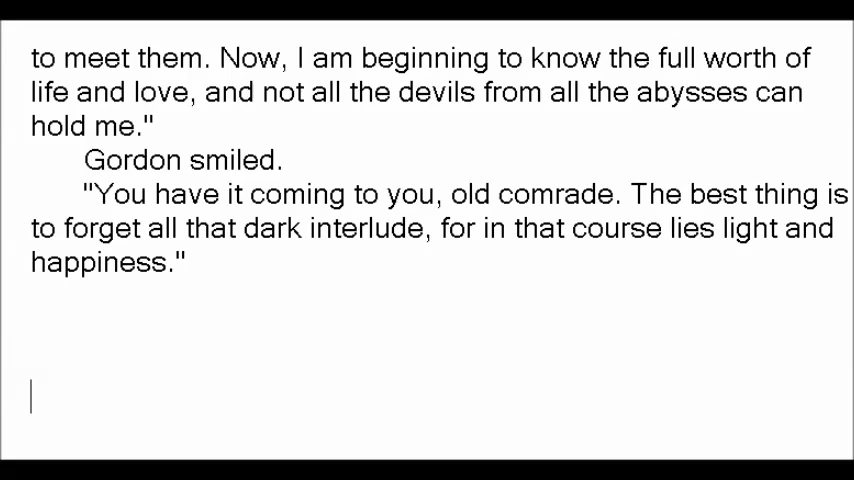 to meet them. Now, I am beginning to know the full worth of
life and love, and not all the devils from all the abysses can
hold me."
Gordon smiled.
"You have it coming to you, old comrade. The best thing is
to forget all that dark interlude, for in that course lies light and
happiness."